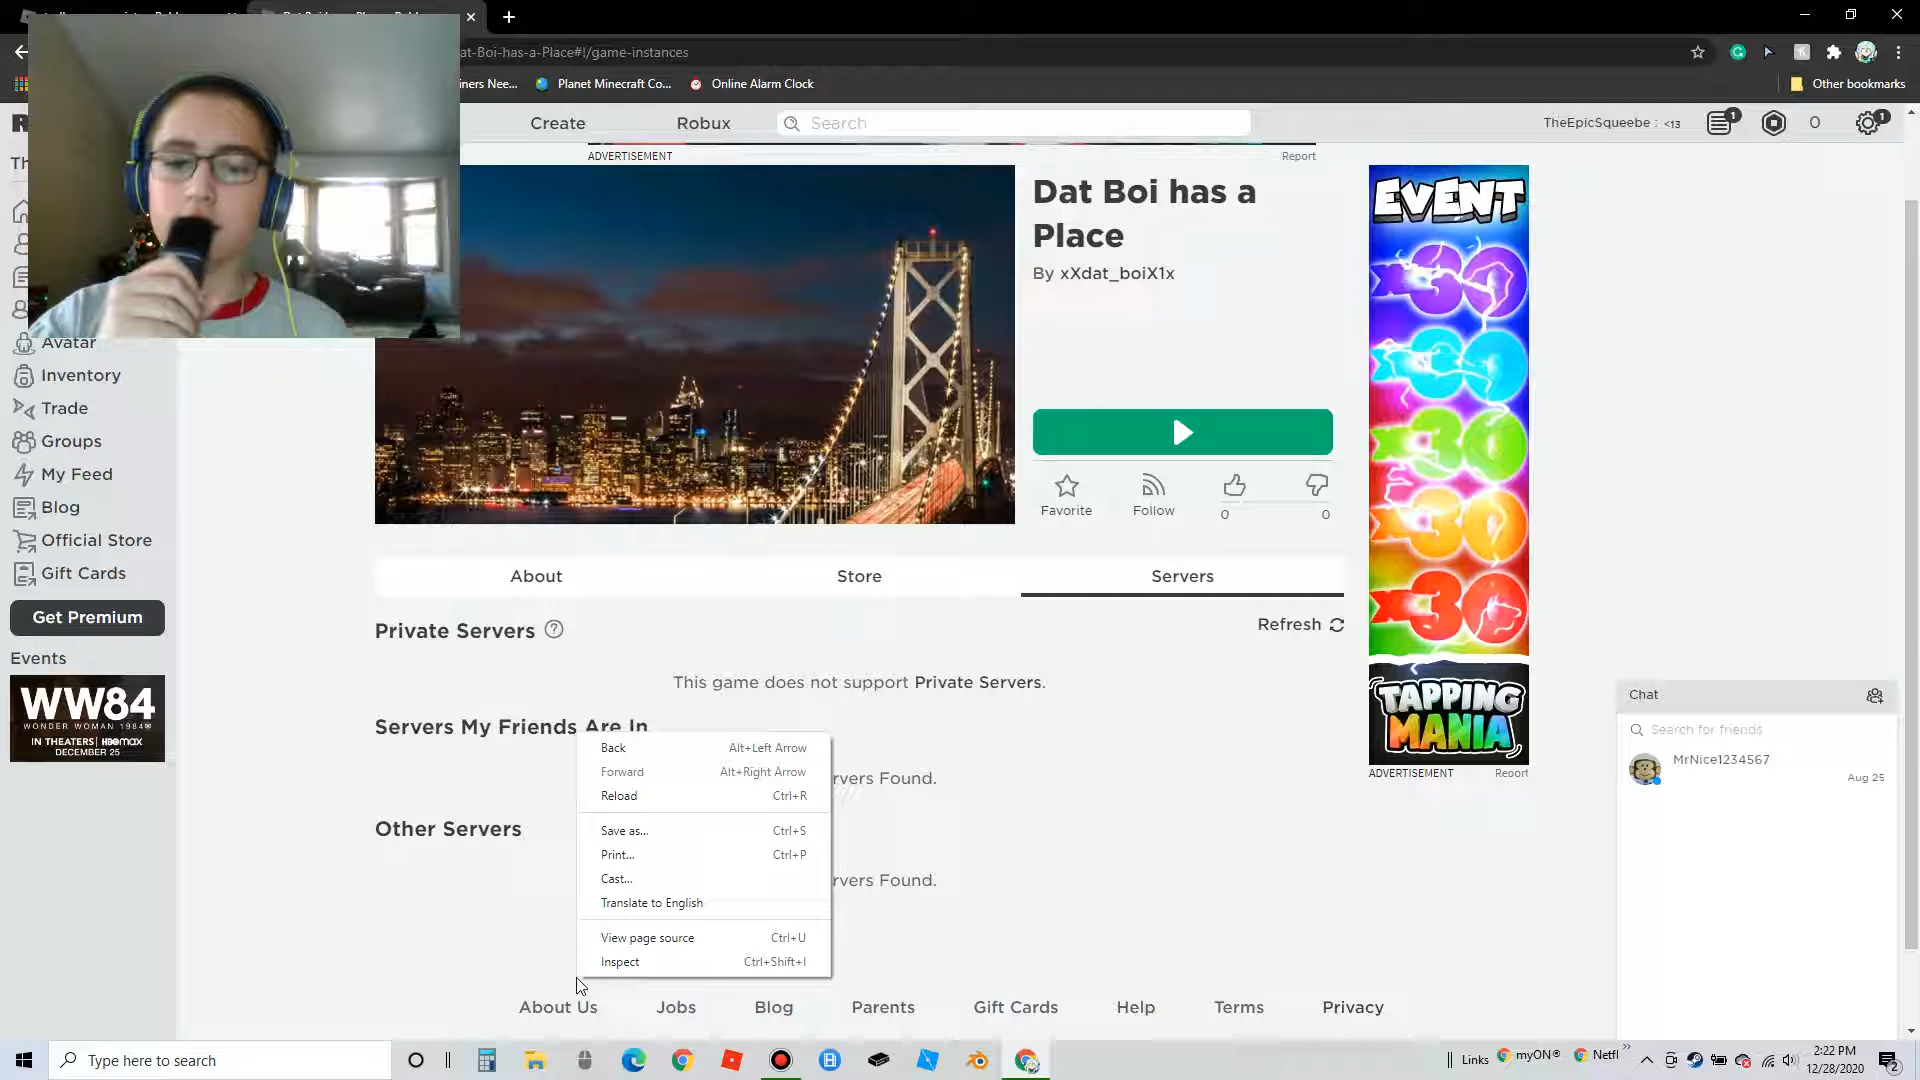 at-Boi-has-a-Place#!/game-instances
iners Nee...
Planet Minecraft Co...
Online Alarm Clock
Other bookmarks
Create
Robux
Search
TheEpicSqueebe : <13
1
0
1
ADVERTISEMENT
Report
Dat Boi has a
Place
By xXdat_boiX1x
Favorite
Follow
0
0
Avatar
Inventory
Trade
Groups
My Feed
Blog
Official Store
Gift Cards
Get Premium
Events
WW84
WONDER WOMAN 1984
IN THEATERS | HBOmax
DECEMBER 25
EVENT
x30
x30
x30
x30
x30
TAPPING
MANIA
ADVERTISEMENT
Report
About
Store
Servers
Private Servers
Refresh
This game does not support Private Servers.
Servers My Friends Are In
rvers Found.
Other Servers
rvers Found.
Back
Alt+Left Arrow
Forward
Alt+Right Arrow
Reload
Ctrl+R
Save as...
Ctrl+S
Print...
Ctrl+P
Cast...
Translate to English
View page source
Ctrl+U
Inspect
Ctrl+Shift+I
Chat
Search for friends
MrNice1234567
Aug 25
About Us
Jobs
Blog
Parents
Gift Cards
Help
Terms
Privacy
Type here to search
Links
myON®
Netfl
2:22 PM
12/28/2020
2